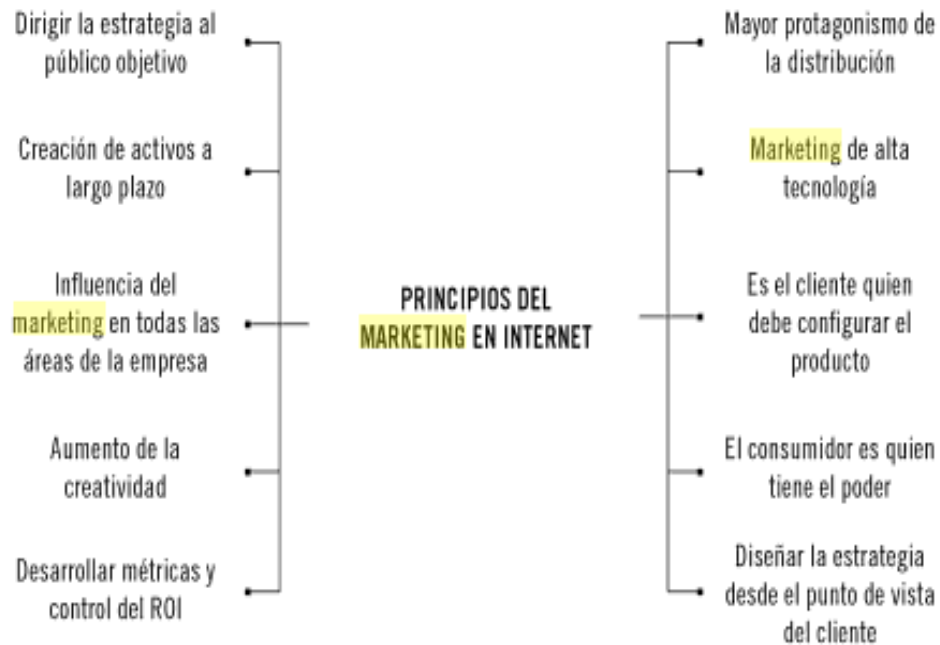 Dirigir la estrategia al
público objetivo
Creación de activos a
largo plazo
Influencia del
marketing en todas las
áreas de la empresa
Aumento de la
creatividad
Desarrollar métricas y
control del ROI
PRINCIPIOS DEL
MARKETING EN INTERNET
Mayor protagonismo de
la distribución
Marketing de alta
tecnología
Es el cliente quien
debe configurar el
producto
El consumidor es quien
tiene el poder
Diseñar la estrategia
desde el punto de vista
del cliente